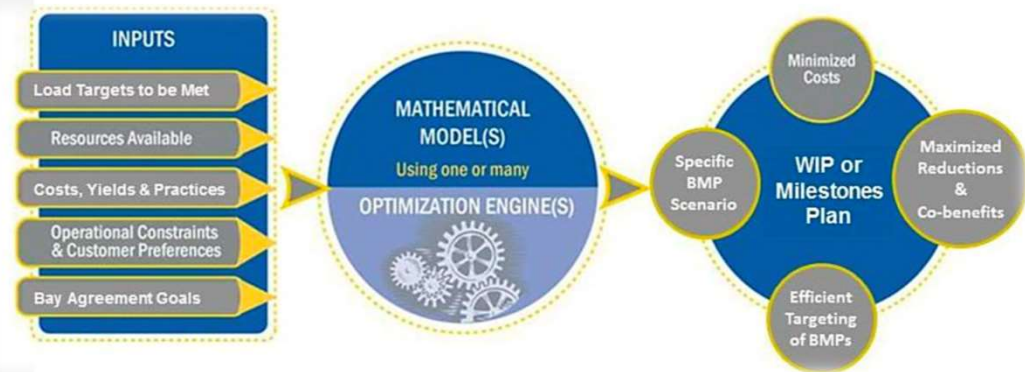 INPUTS
Load Targets to be Met
Resources Available
Costs, Yields & Practices
Operational Constraints
& Customer Preferences
Bay Agreement Goals
MATHEMATICAL
MODEL(S)
Using one or many
OPTIMIZATION ENGINE(S)
Minimized
Costs
Specific
BMP
Scenario
WIP or
Milestones
Plan
Maximized
Reductions
&
Co-benefits
Efficient
Targeting
of BMPs